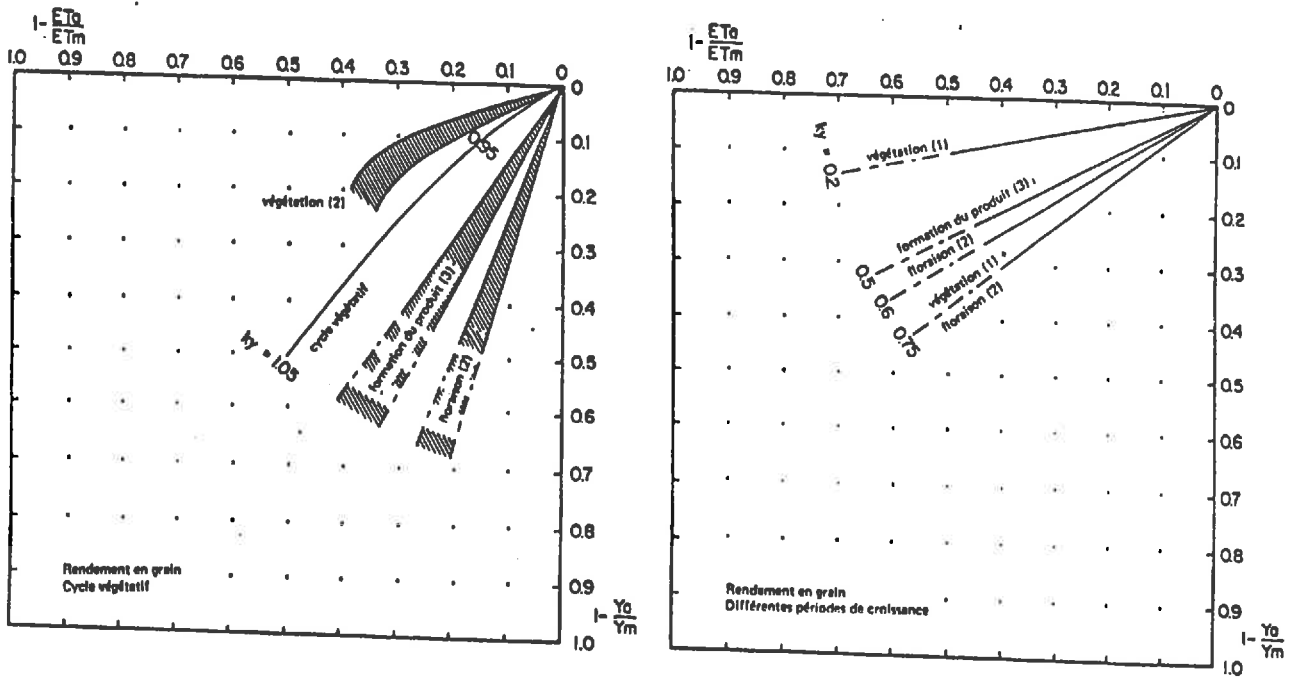 1- ETa
ETm
1.0 0.9 0.8 0.7 0.6 0.5 0.4 0.3 0.2 0.1 0
0
0.1
0.2
0.3
0.4
0.5
0.6
0.7
0.8
0.9
1.0
0.95
végétation (2)
cycle végétatif
ky = 1.05
formation du produit (3)
floraison (2)
Rendement en grain
Cycle végétatif
1- Ya
Ym
1- ETa
ETm
1.0 0.9 0.8 0.7 0.6 0.5 0.4 0.3 0.2 0.1 0
0
0.1
0.2
0.3
0.4
0.5
0.6
0.7
0.8
0.9
1.0
ky = 0.2
végétation (1)
formation du produit (3)
0.5
floraison (2)
0.6
végétation (1)
floraison (2)
0.75
Rendement en grain
Différentes périodes de croissance
1- Ya
Ym